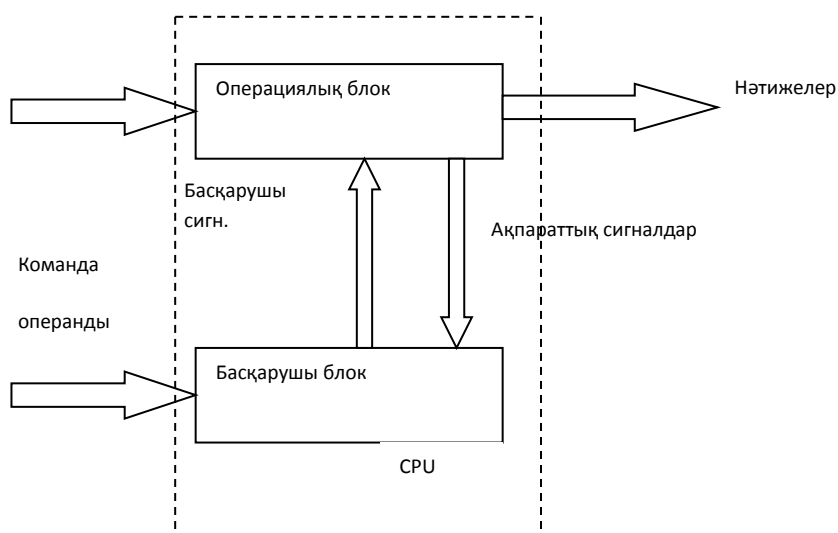 Операциялық блок
Нәтижелер
Басқарушы
сигн.
Ақпараттық сигналдар
Команда
операнды
Басқарушы блок
CPU